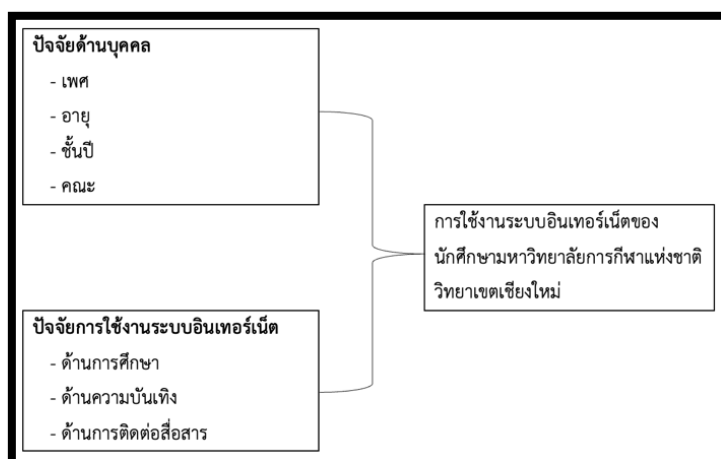 ปัจจัยด้านบุคคล
- เพศ
- อายุ
- ชั้นปี
- คณะ
การใช้งานระบบอินเทอร์เน็ตของ
นักศึกษามหาวิทยาลัยการกีฬาแห่งชาติ
วิทยาเขตเชียงใหม่
ปัจจัยการใช้งานระบบอินเทอร์เน็ต
- ด้านการศึกษา
- ด้านความบันเทิง
- ด้านการติดต่อสื่อสาร